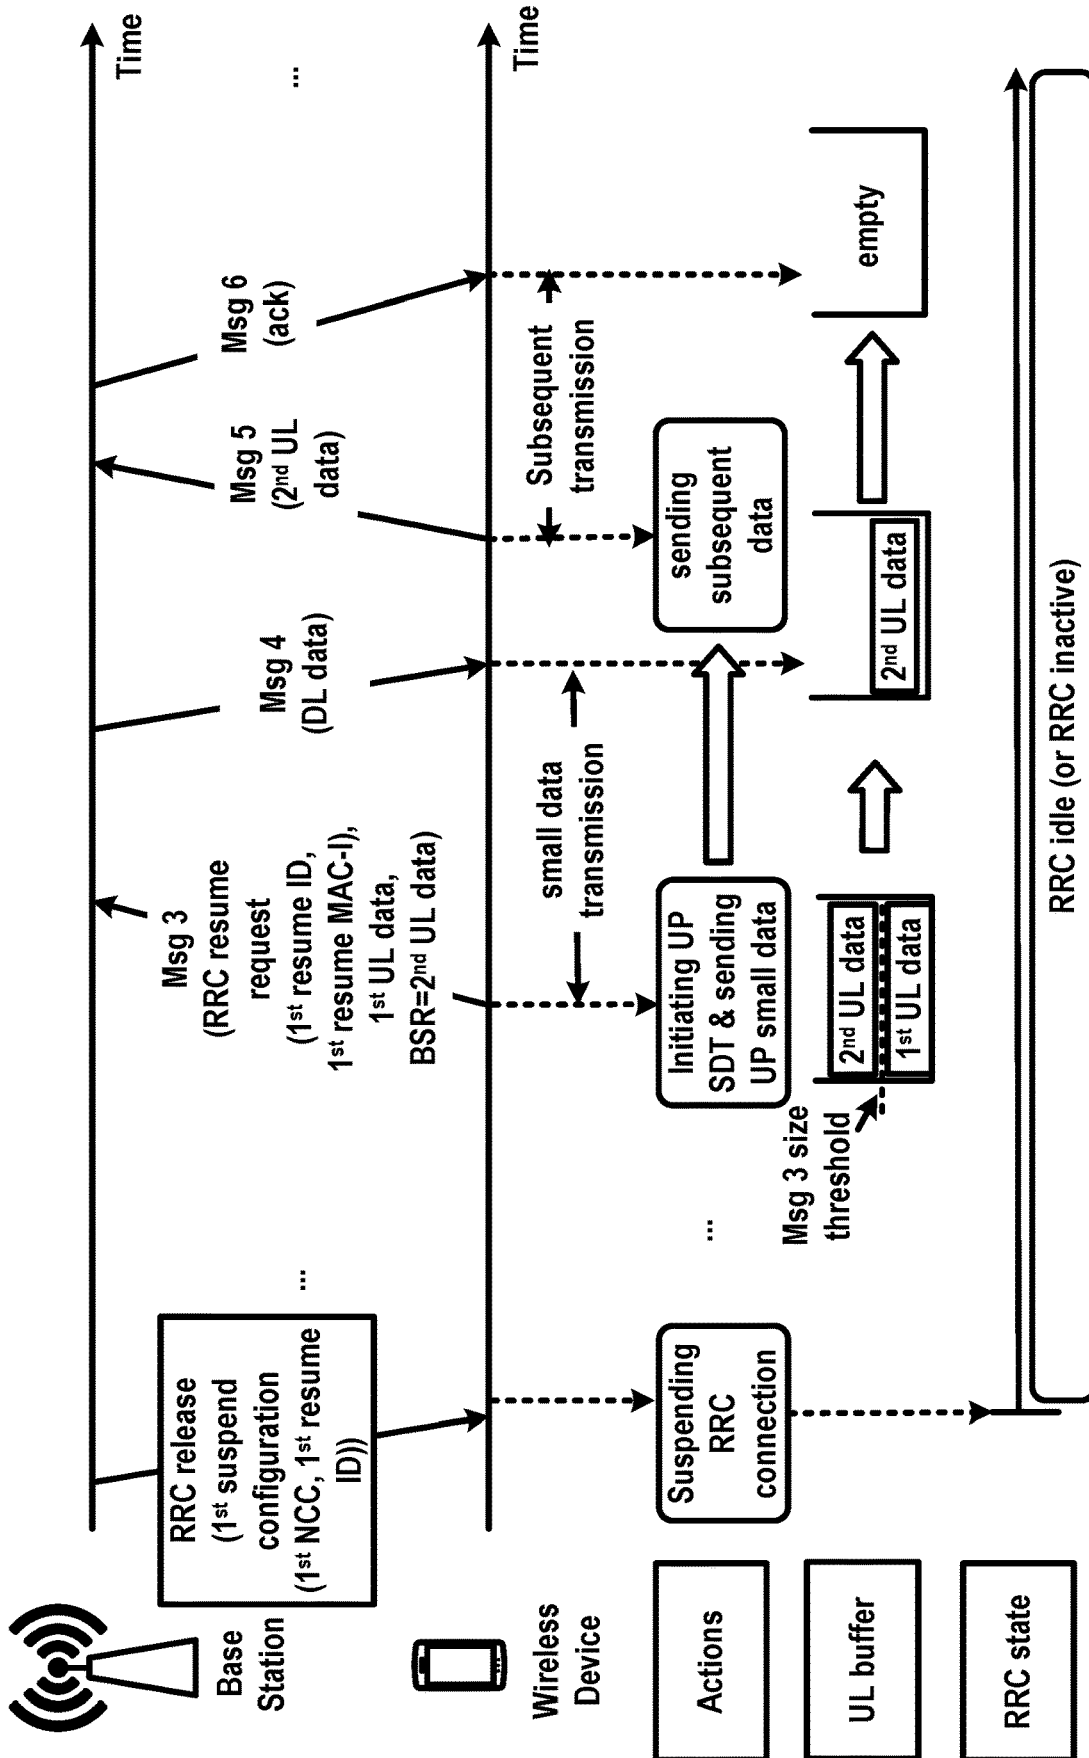 Base
Station
RRC release
(1st suspend
configuration
(1st NCC, 1st resume
ID))
...
Msg 3
(RRC resume
request
(1st resume ID,
1st resume MAC-I),
1st UL data,
BSR=2nd UL data)
Msg 4
(DL data)
Msg 5
(2nd UL
data)
Msg 6
(ack)
...
Time
Wireless
Device
small data
transmission
Subsequent
transmission
Time
Actions
Suspending
RRC
connection
...
Initiating UP
SDT & sending
UP small data
sending
subsequent
data
UL buffer
Msg 3 size
threshold
2nd UL data
1st UL data
2nd UL data
empty
RRC state
RRC idle (or RRC inactive)